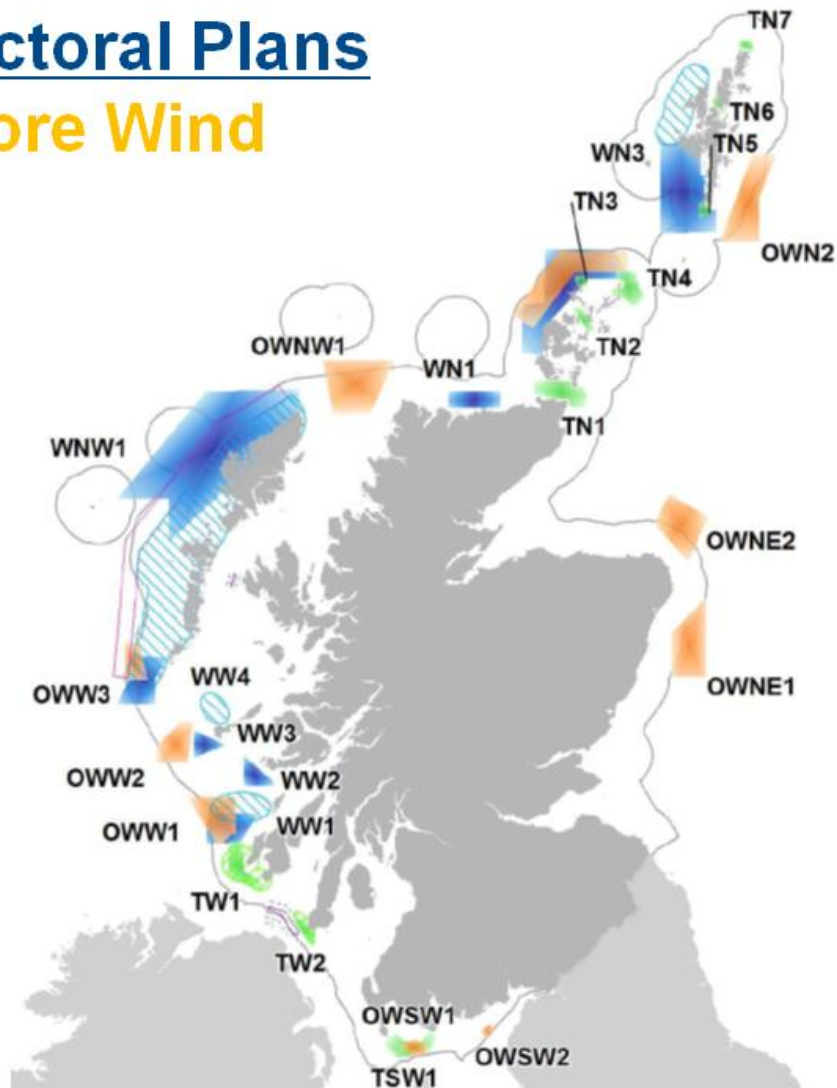 ctoral Plans
ore Wind
TN7
TN6
TN5
WN3
TN3
OWN2
TN4
OWNW1
WN1
TN2
TN1
WNW1
OWNE2
OWW3
WW4
OWNE1
WW3
OWW2
WW2
OWW1
WW1
TW1
TW2
OWSW1
OWSW2
TSW1